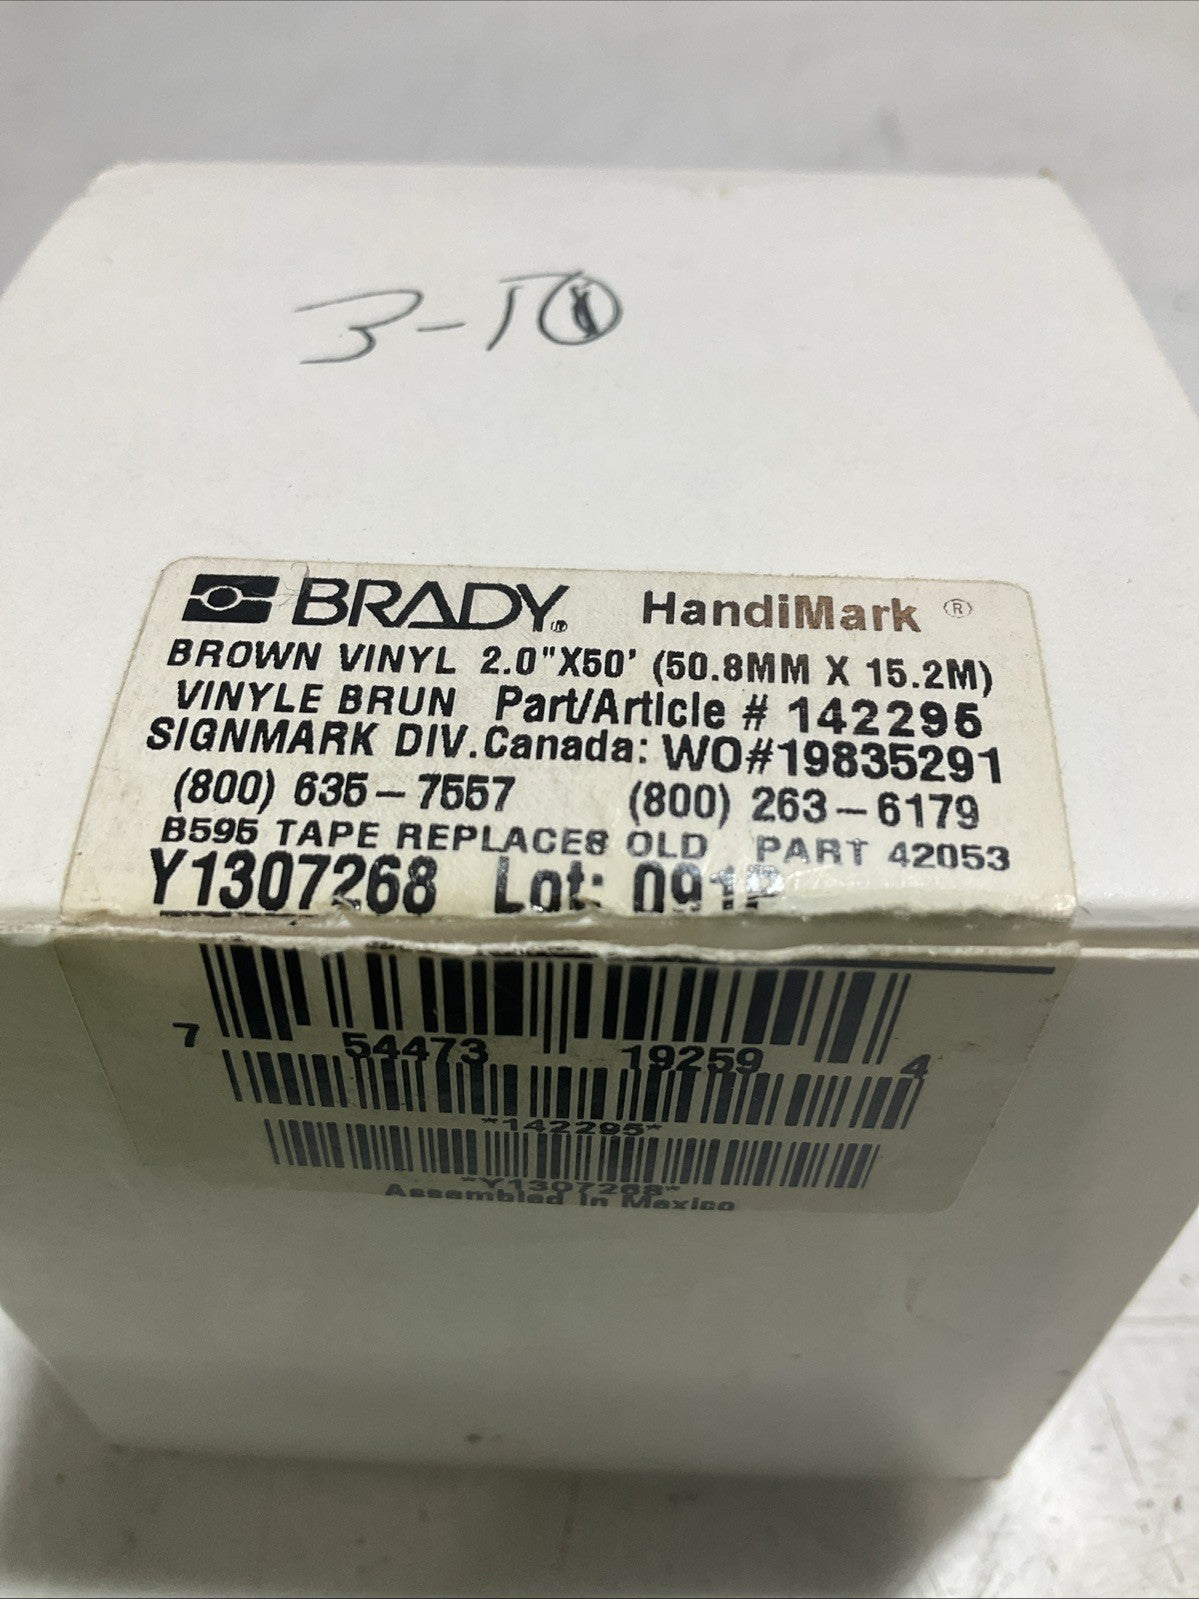 3-1
BRADY® HandiMark ®
BROWN VINYL 2.0"X50' (50.8MM X 15.2M)
VINYLE BRUN Part/Article # 142295
SIGNMARK DIV.Canada: WO#19835291
(800) 635-7557 (800) 263-6179
B595 TAPE REPLACES OLD PART 42053
Y1307268 Lot:
7 54473 19259 4
*142295*
*Y1307268*
Assembled in Mexico